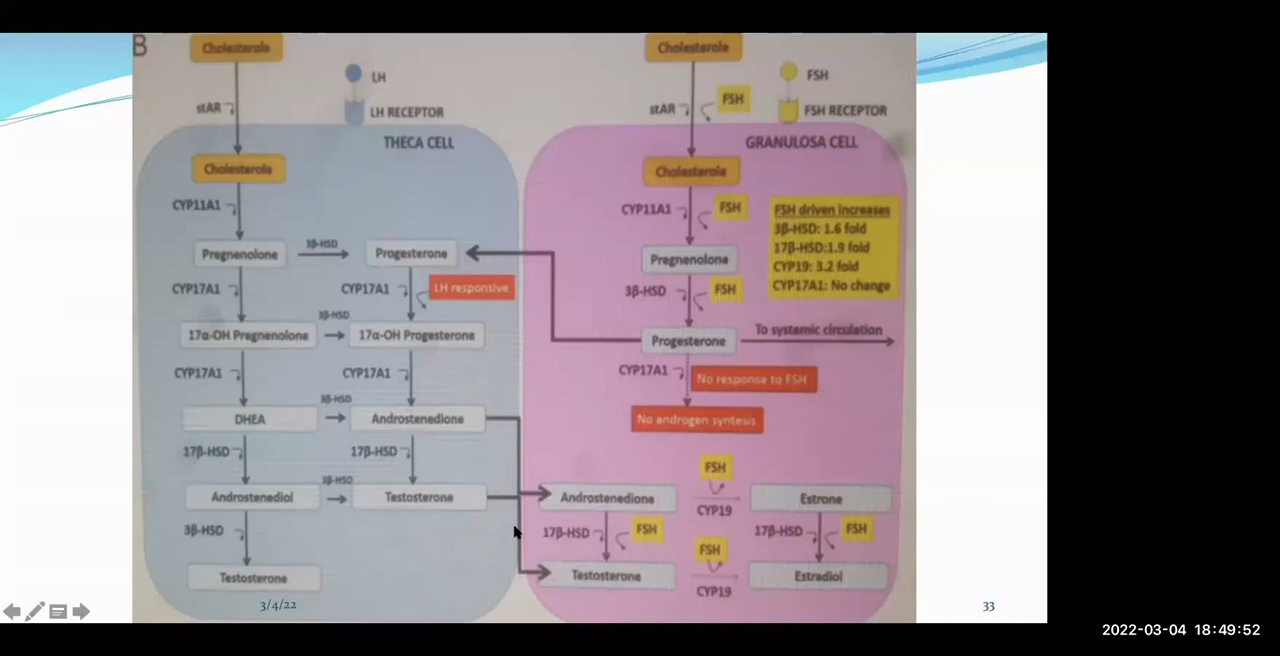 B
Cholesterole
LH
stAR
LH RECEPTOR
THECA CELL
Cholesterole
CYP11A1
Pregnenolone
3β-HSD
Progesterone
CYP17A1
CYP17A1
LH responsive
17α-OH Pregnenolone
3β-HSD
17α-OH Progesterone
CYP17A1
CYP17A1
DHEA
3β-HSD
Androstenedione
17β-HSD
17β-HSD
Androstenediol
3β-HSD
Testosterone
3β-HSD
Testosterone
3/4/22
Cholesterole
FSH
stAR
FSH
FSH RECEPTOR
GRANULOSA CELL
Cholesterole
CYP11A1
FSH
FSH driven increases
3β-HSD: 1.6 fold
17β-HSD:1.9 fold
CYP19: 3.2 fold
CYP17A1: No change
Pregnenolone
3β-HSD
FSH
Progesterone
To systemic circulation
CYP17A1
No response to FSH
No androgen syntesis
FSH
Androstenedione
CYP19
Estrone
17β-HSD
FSH
17β-HSD
FSH
FSH
Testosterone
CYP19
Estradiol
33
2022-03-04 18:49:52